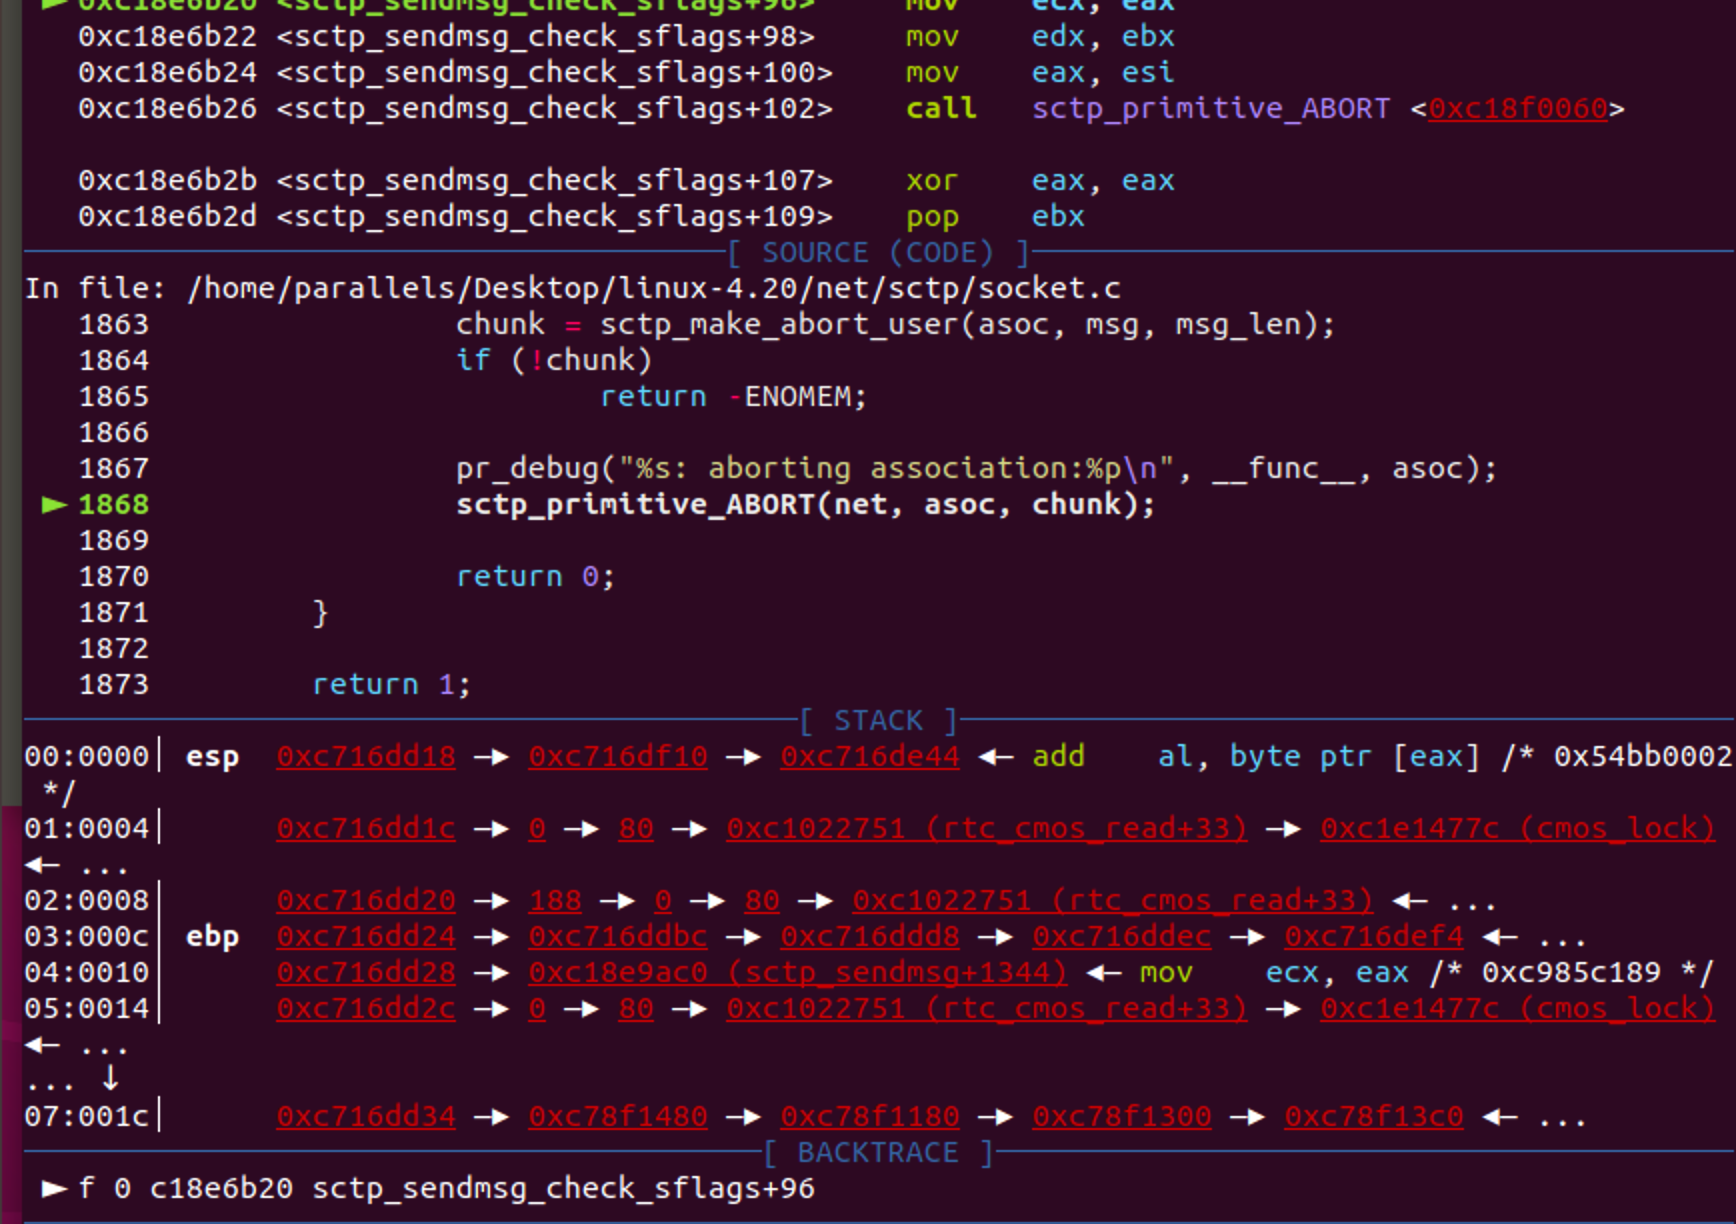 ► 0xc18e6b20 <sctp_sendmsg_check_sflags+96>     mov    ecx, eax
0xc18e6b22 <sctp_sendmsg_check_sflags+98>     mov    edx, ebx
0xc18e6b24 <sctp_sendmsg_check_sflags+100>    mov    eax, esi
0xc18e6b26 <sctp_sendmsg_check_sflags+102>    call   sctp_primitive_ABORT <0xc18f0060>
0xc18e6b2b <sctp_sendmsg_check_sflags+107>    xor    eax, eax
0xc18e6b2d <sctp_sendmsg_check_sflags+109>    pop    ebx
[ SOURCE (CODE) ]
In file: /home/parallels/Desktop/linux-4.20/net/sctp/socket.c
1863                 chunk = sctp_make_abort_user(asoc, msg, msg_len);
1864                 if (!chunk)
1865                         return -ENOMEM;
1866
1867                 pr_debug("%s: aborting association:%p\n", __func__, asoc);
► 1868                 sctp_primitive_ABORT(net, asoc, chunk);
1869
1870                 return 0;
1871         }
1872
1873         return 1;
[ STACK ]
00:0000│ esp  0xc716dd18 —▸ 0xc716df10 —▸ 0xc716de44 ◂— add    al, byte ptr [eax] /* 0x54bb0002
*/
01:0004│      0xc716dd1c —▸ 0 —▸ 80 —▸ 0xc1022751 (rtc_cmos_read+33) —▸ 0xc1e1477c (cmos_lock)
◂— ...
02:0008│      0xc716dd20 —▸ 188 —▸ 0 —▸ 80 —▸ 0xc1022751 (rtc_cmos_read+33) ◂— ...
03:000c│ ebp  0xc716dd24 —▸ 0xc716ddbc —▸ 0xc716ddd8 —▸ 0xc716ddec —▸ 0xc716def4 ◂— ...
04:0010│      0xc716dd28 —▸ 0xc18e9ac0 (sctp_sendmsg+1344) ◂— mov    ecx, eax /* 0xc985c189 */
05:0014│      0xc716dd2c —▸ 0 —▸ 80 —▸ 0xc1022751 (rtc_cmos_read+33) —▸ 0xc1e1477c (cmos_lock)
◂— ...
... ↓
07:001c│      0xc716dd34 —▸ 0xc78f1480 —▸ 0xc78f1180 —▸ 0xc78f1300 —▸ 0xc78f13c0 ◂— ...
[ BACKTRACE ]
► f 0 c18e6b20 sctp_sendmsg_check_sflags+96